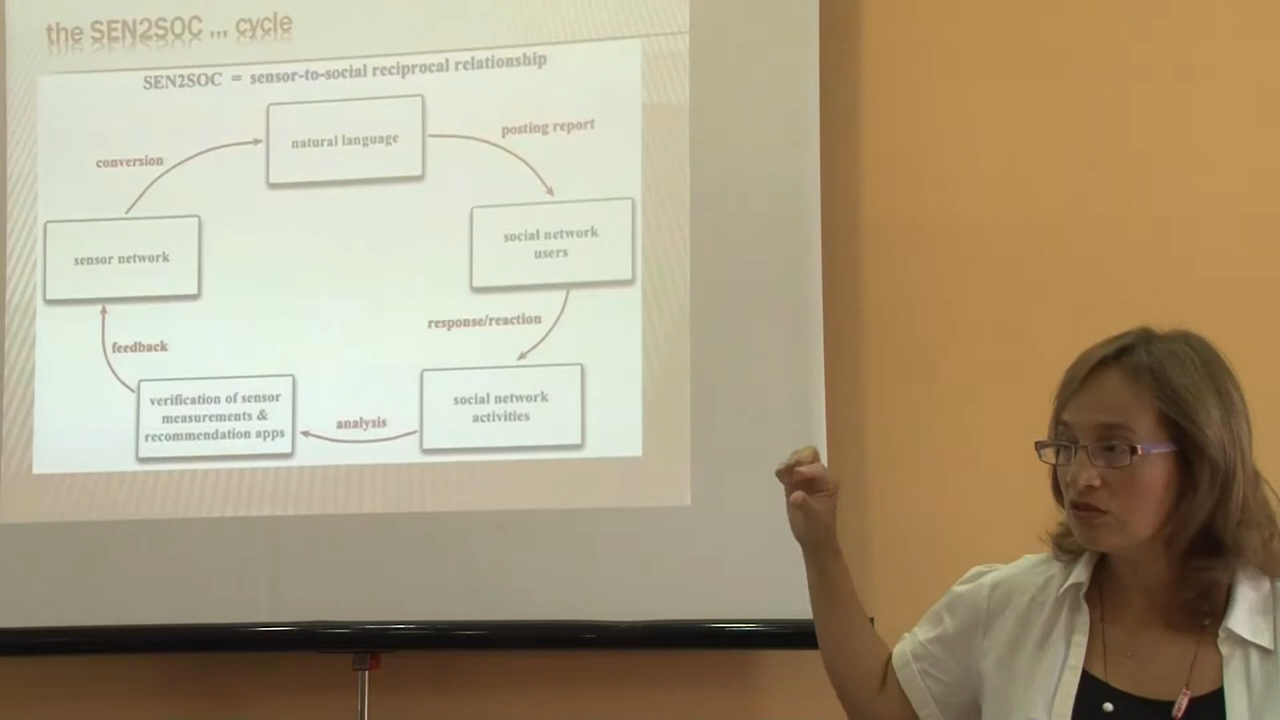 the SEN2SOC ... cycle
SEN2SOC = sensor-to-social reciprocal relationship
natural language
posting report
conversion
social network
users
sensor network
response/reaction
feedback
verification of sensor
measurements &
recommendation apps
analysis
social network
activities